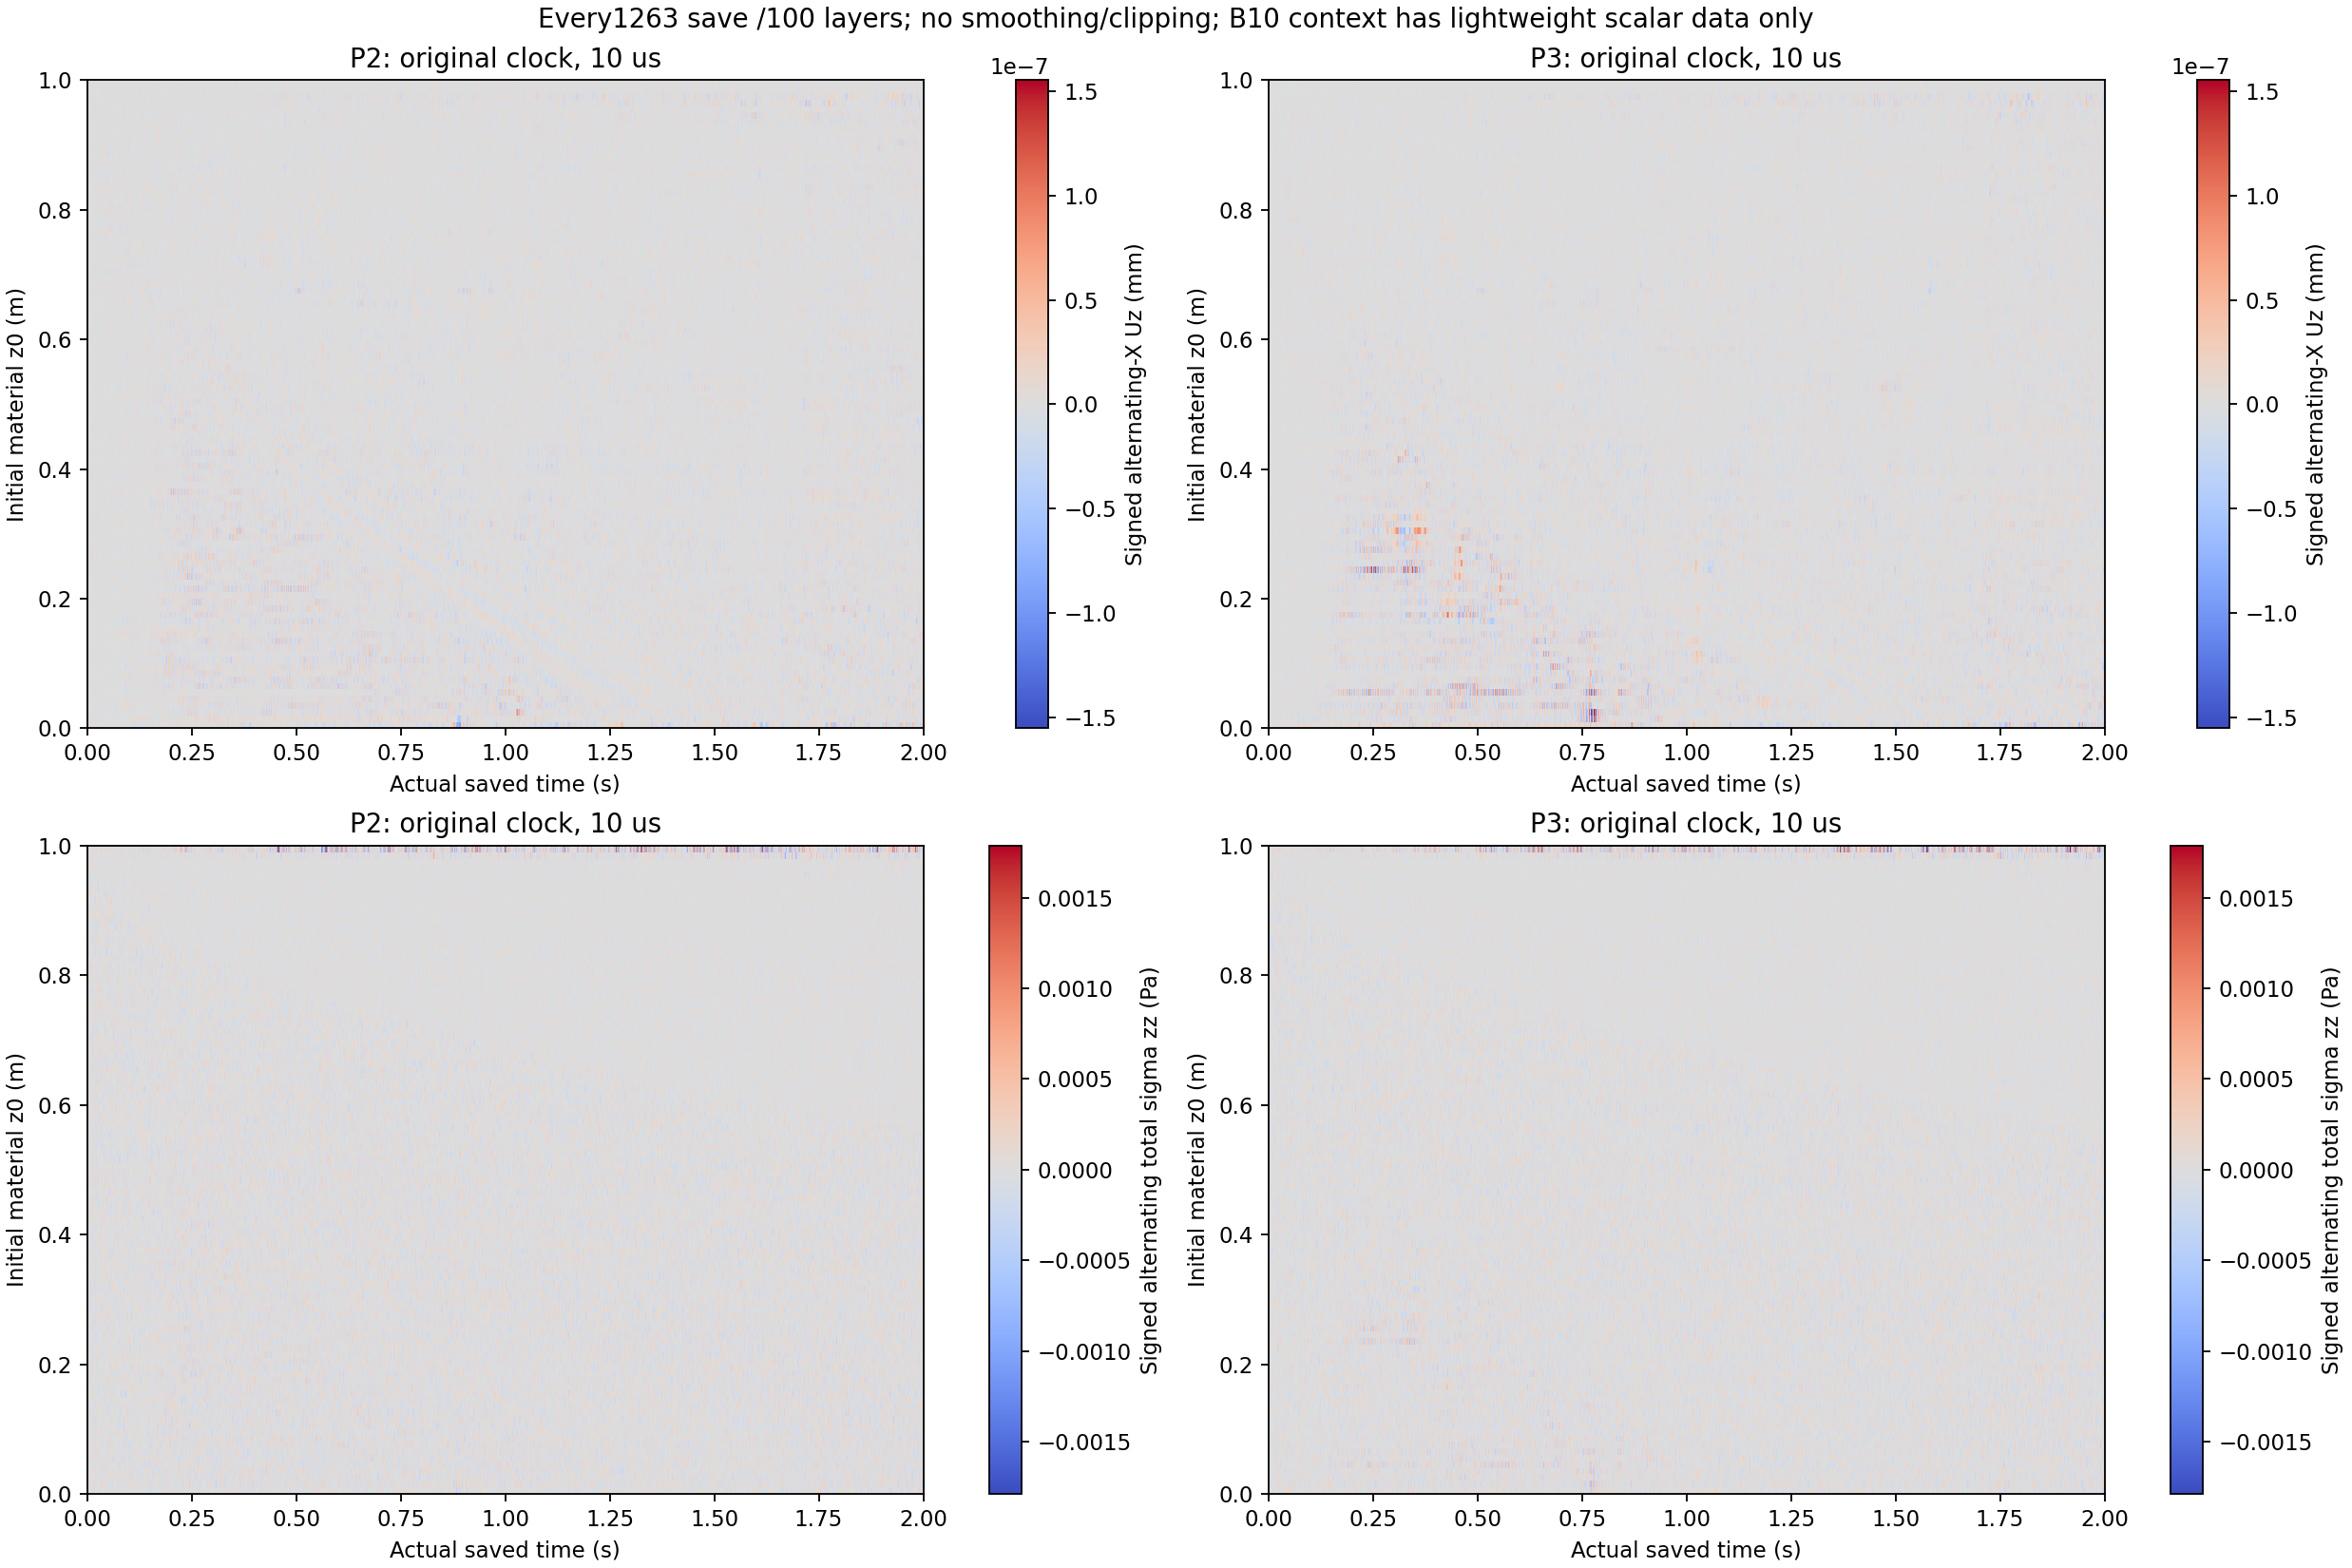 Every1263 save /100 layers; no smoothing/clipping; B10 context has lightweight scalar data only
P2: original clock, 10 us
1e−7
1.0
0.8
0.6
0.4
0.2
0.0
Initial material z0 (m)
0.00 0.25 0.50 0.75 1.00 1.25 1.50 1.75 2.00
Actual saved time (s)
1.5
1.0
0.5
0.0
−0.5
−1.0
−1.5
Signed alternating-X Uz (mm)
P3: original clock, 10 us
1e−7
1.0
0.8
0.6
0.4
0.2
0.0
Initial material z0 (m)
0.00 0.25 0.50 0.75 1.00 1.25 1.50 1.75 2.00
Actual saved time (s)
1.5
1.0
0.5
0.0
−0.5
−1.0
−1.5
Signed alternating-X Uz (mm)
P2: original clock, 10 us
1.0
0.8
0.6
0.4
0.2
0.0
Initial material z0 (m)
0.00 0.25 0.50 0.75 1.00 1.25 1.50 1.75 2.00
Actual saved time (s)
0.0015
0.0010
0.0005
0.0000
−0.0005
−0.0010
−0.0015
Signed alternating total sigma zz (Pa)
P3: original clock, 10 us
1.0
0.8
0.6
0.4
0.2
0.0
Initial material z0 (m)
0.00 0.25 0.50 0.75 1.00 1.25 1.50 1.75 2.00
Actual saved time (s)
0.0015
0.0010
0.0005
0.0000
−0.0005
−0.0010
−0.0015
Signed alternating total sigma zz (Pa)